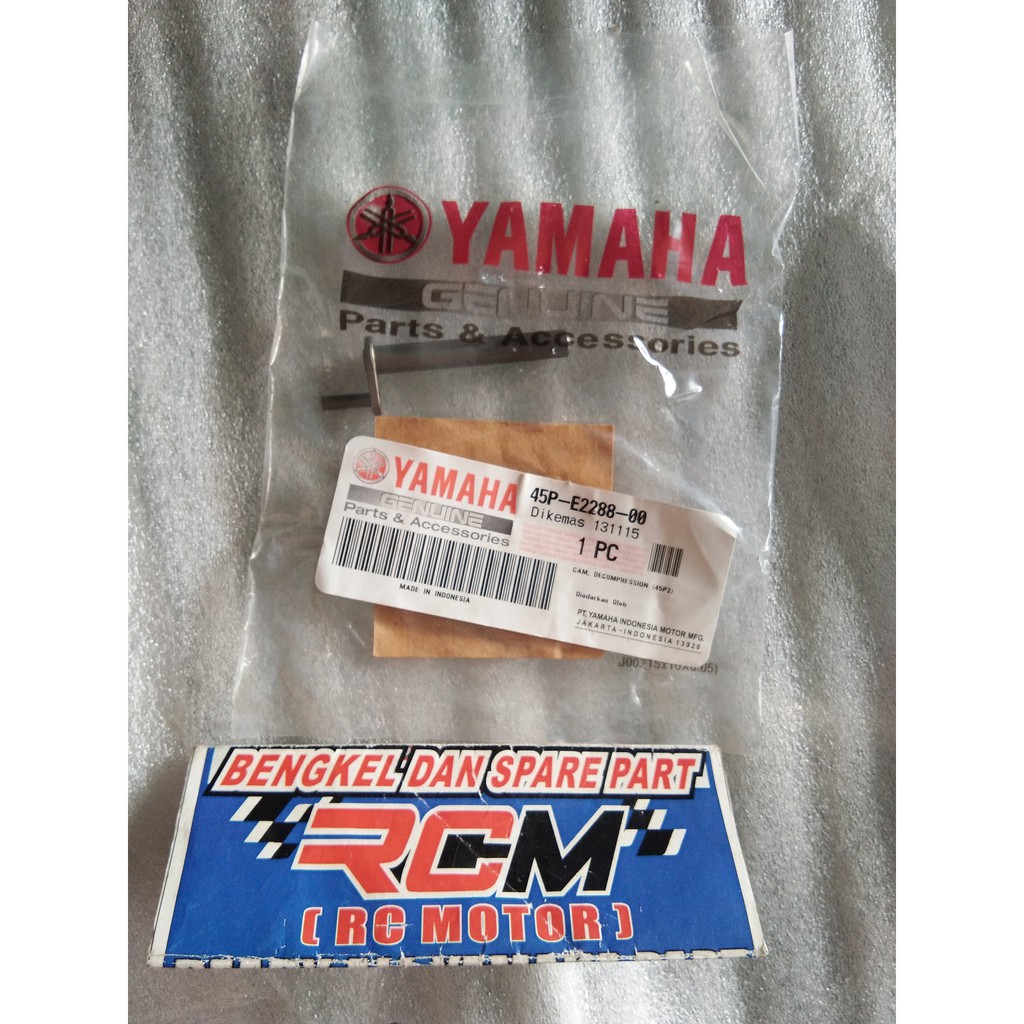 YAMAHA
GENUINE
Parts & Accessories
YAMAHA
GENUINE
Parts & Accessories
MADE IN INDONESIA
45P-E2288-00
Dikemas 131115
1 PC
CAM, DECOMPRESSION (45P2)
Diedarkan Oleh
PT. YAMAHA INDONESIA MOTOR MFG.
JAKARTA-INDONESIA 13920
BENGKEL DAN SPARE PART
RCM
( RC MOTOR )